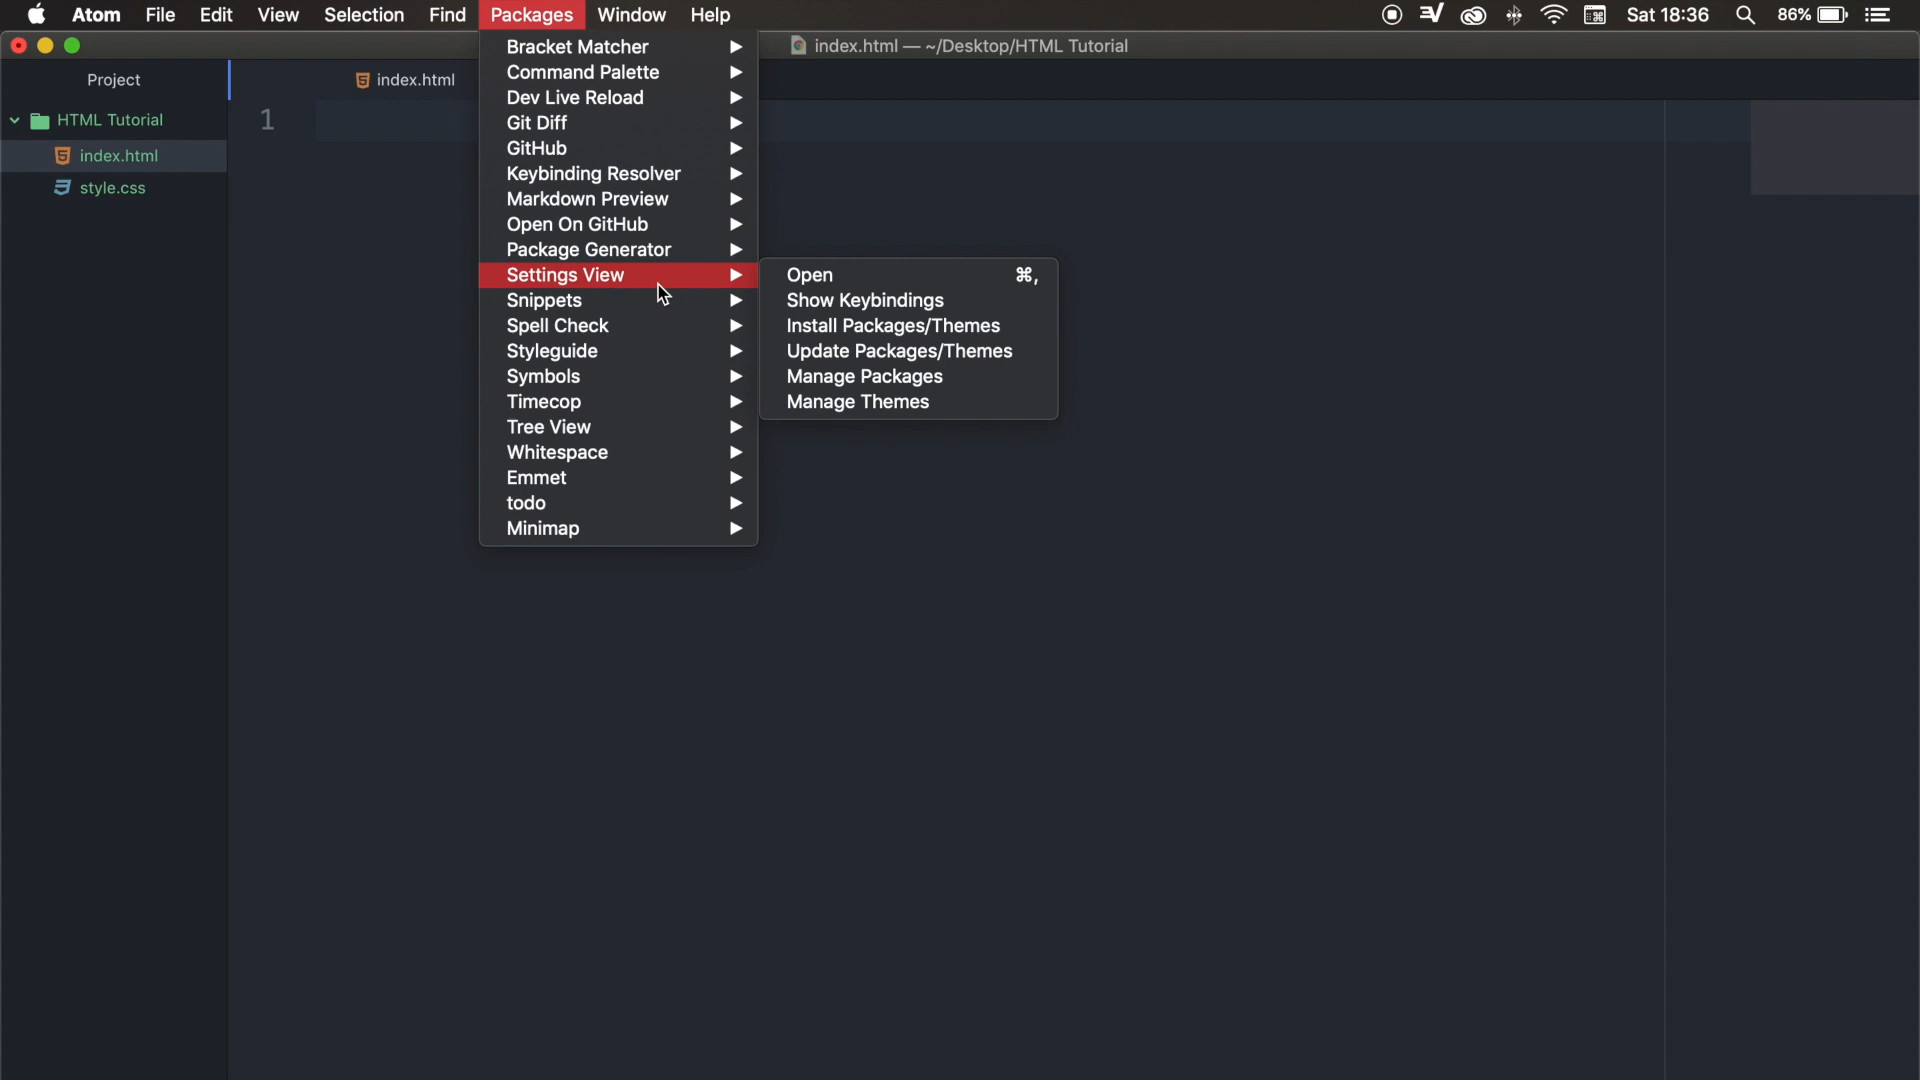 Atom File Edit View Selection Find Packages Window Help Sat 18:36 86%
index.html — ~/Desktop/HTML Tutorial
Project
HTML Tutorial
index.html
style.css
index.html
1
Bracket Matcher
Command Palette
Dev Live Reload
Git Diff
GitHub
Keybinding Resolver
Markdown Preview
Open On GitHub
Package Generator
Settings View
Snippets
Spell Check
Styleguide
Symbols
Timecop
Tree View
Whitespace
Emmet
todo
Minimap
Open ⌘,
Show Keybindings
Install Packages/Themes
Update Packages/Themes
Manage Packages
Manage Themes